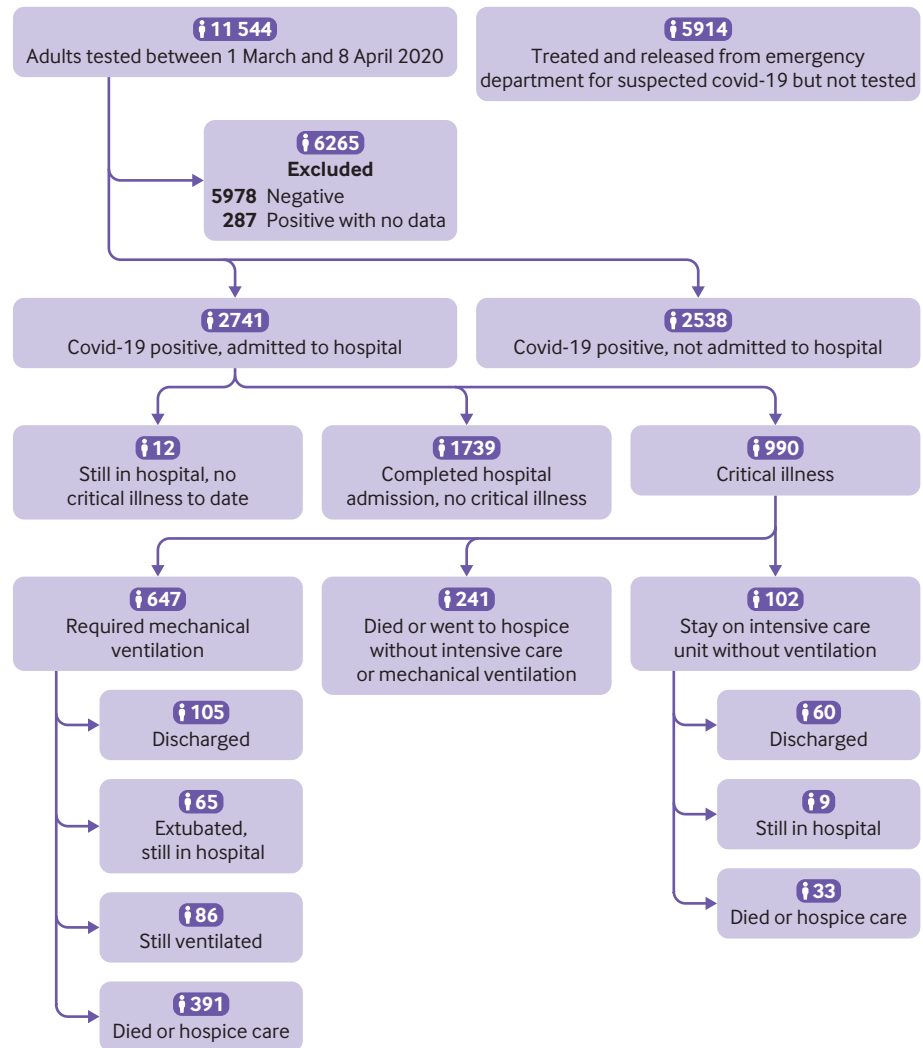 11 544
Adults tested between 1 March and 8 April 2020
5914
Treated and released from emergency
department for suspected covid-19 but not tested
6265
Excluded
5978 Negative
287 Positive with no data
2741
Covid-19 positive, admitted to hospital
2538
Covid-19 positive, not admitted to hospital
12
Still in hospital, no
critical illness to date
1739
Completed hospital
admission, no critical illness
990
Critical illness
647
Required mechanical
ventilation
241
Died or went to hospice
without intensive care
or mechanical ventilation
102
Stay on intensive care
unit without ventilation
105
Discharged
65
Extubated,
still in hospital
86
Still ventilated
391
Died or hospice care
60
Discharged
9
Still in hospital
33
Died or hospice care